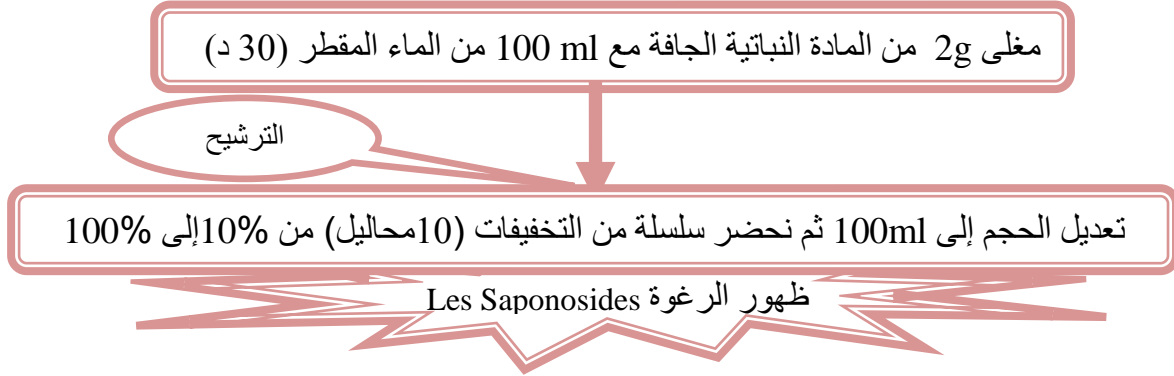 مغلى 2g من المادة النباتية الجافة مع 100 ml من الماء المقطر (30 د)
الترشيح
تعديل الحجم إلى 100ml ثم نحضر سلسلة من التخفيفات (10محاليل) من 10%إلى 100%
ظهور الرغوة Les Saponosides